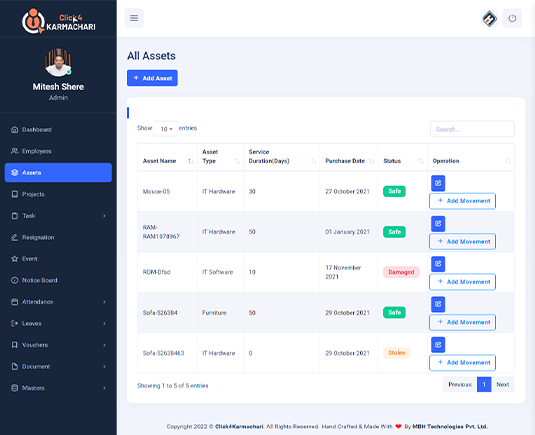 Click4
KARMACHARI
Mitesh Shere
Admin
Dashboard
Employees
Assets
Projects
Task
Resignation
Event
Notice Board
Attendance
Leaves
Vouchers
Document
Masters
All Assets
+ Add Asset
Show 10 entries
Search...
Asset Name
Asset Type
Service Duration(Days)
Purchase Date
Status
Operation
Mouce-05 IT Hardware 30 27 October 2021 Safe
+ Add Movement
RAM-RAM1078967 IT Hardware 50 01 January 2021 Safe
+ Add Movement
ROM-Dfsd IT Software 10 17 November 2021 Damaged
+ Add Movement
Sofa-526384 Furniture 50 29 October 2021 Safe
+ Add Movement
Sofa-52638463 IT Hardware 0 29 October 2021 Stolen
+ Add Movement
Showing 1 to 5 of 5 entries
Previous 1 Next
Copyright 2022 © Click4Karmachari. All Rights Reserved. Hand Crafted & Made With ❤ By MBH Technologies Pvt. Ltd.